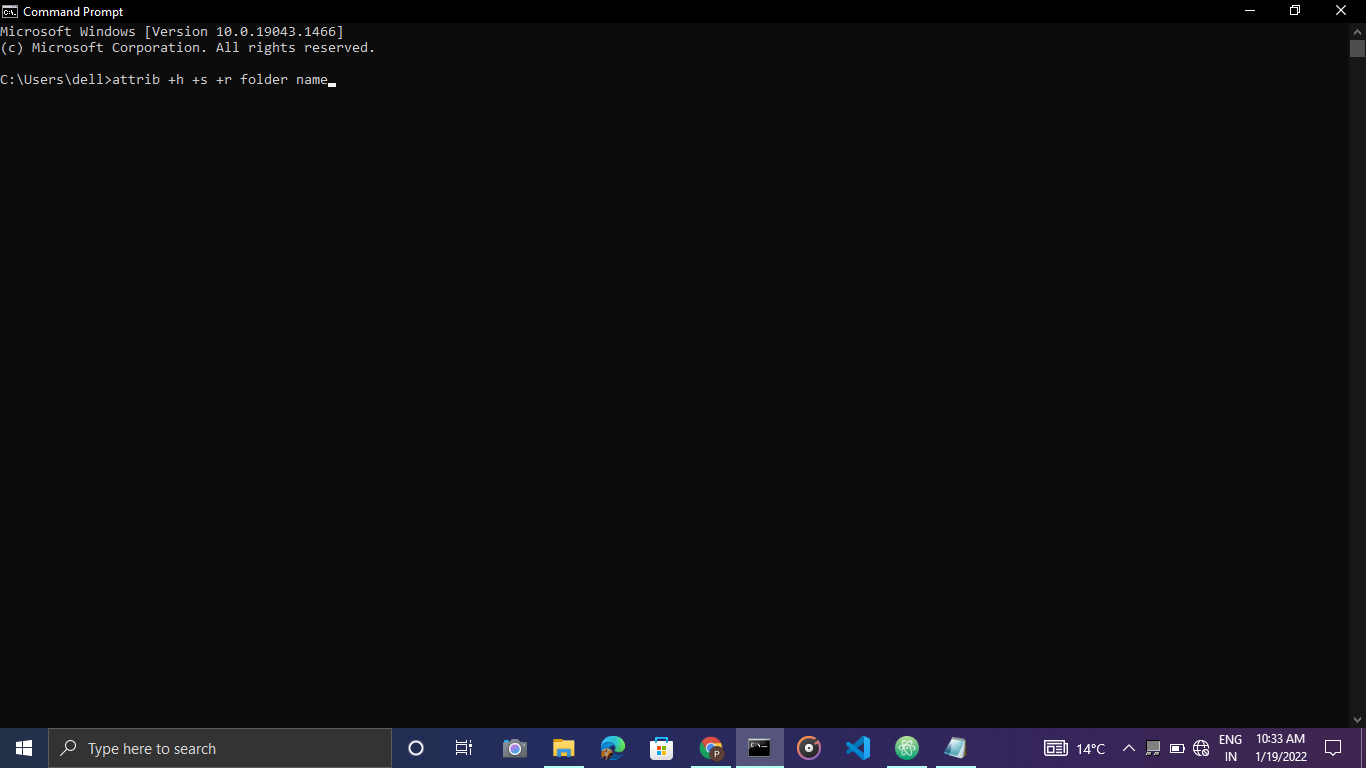 Command Prompt
Microsoft Windows [Version 10.0.19043.1466]
(c) Microsoft Corporation. All rights reserved.
C:\Users\dell>attrib +h +s +r folder name
Type here to search
14°C
ENG
IN
10:33 AM
1/19/2022